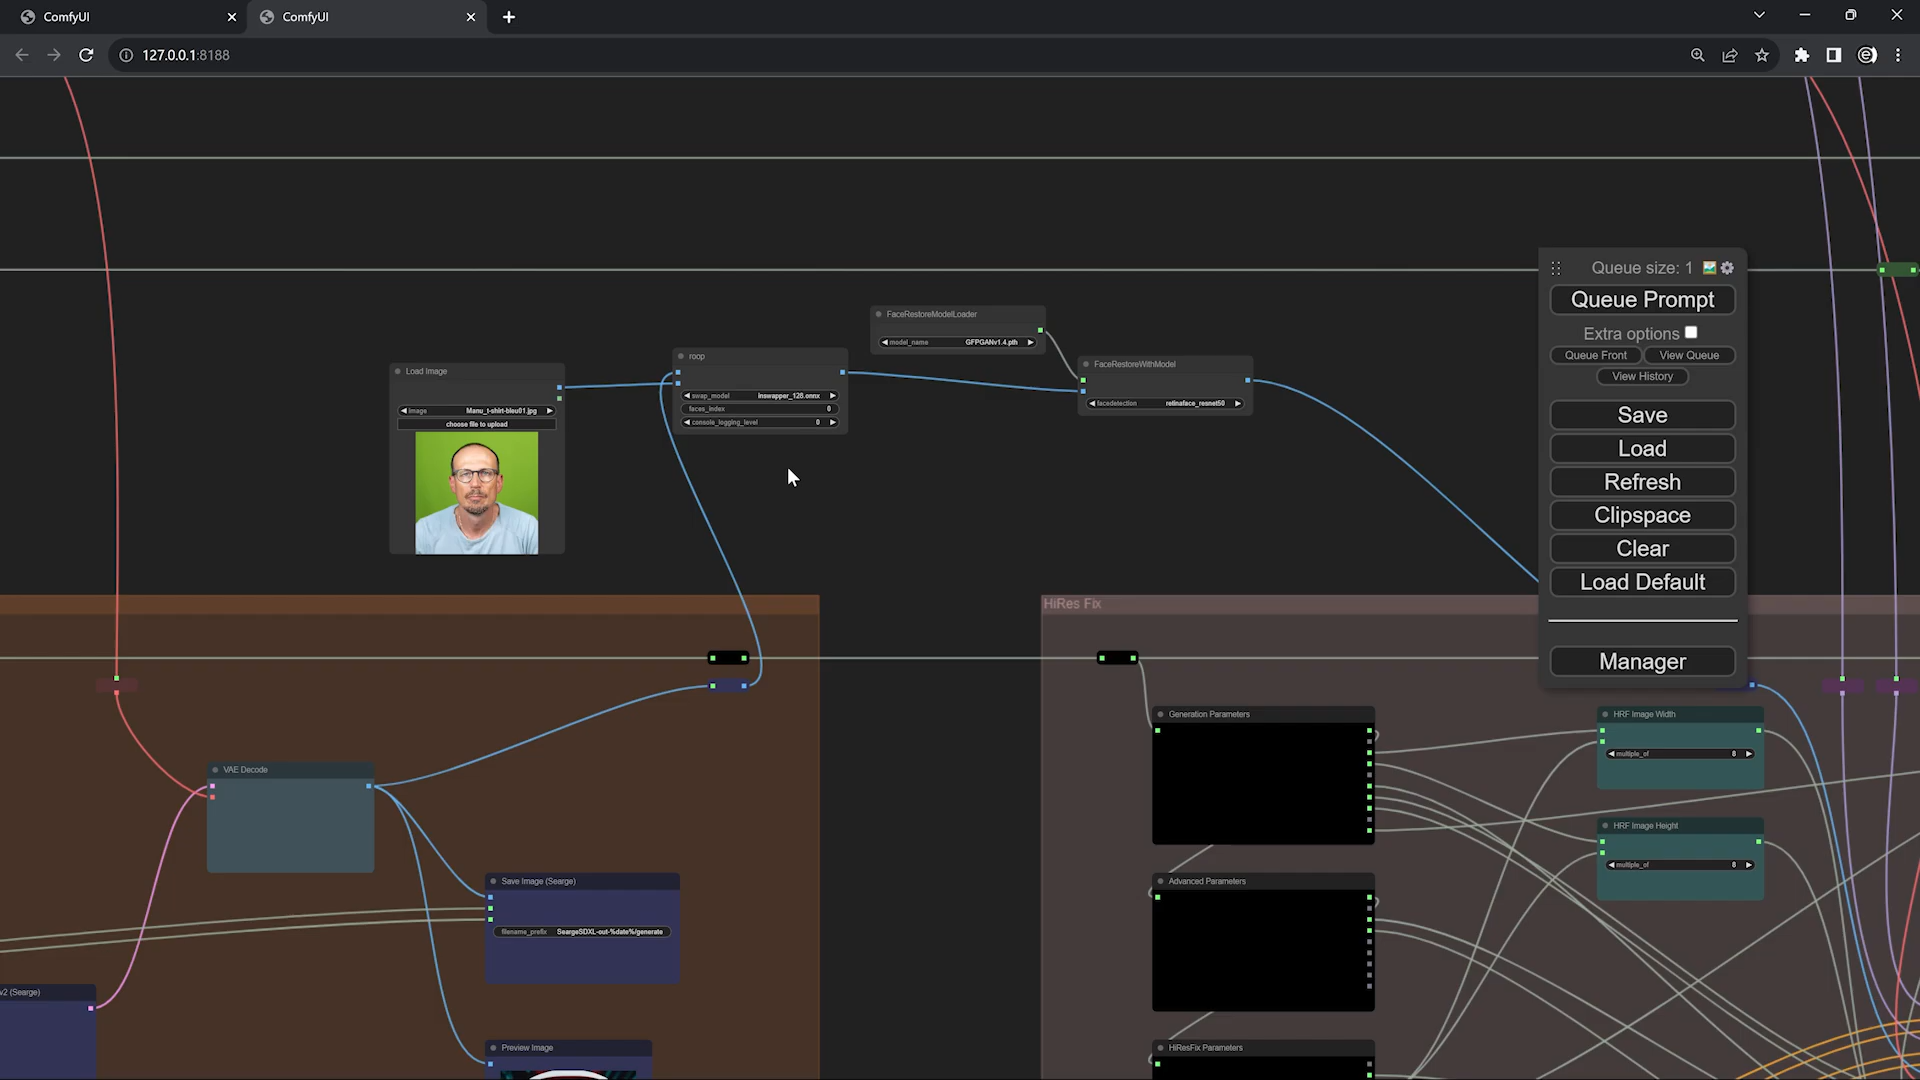 ComfyUI
ComfyUI
127.0.0.1:8188
Queue size: 1
Queue Prompt
Extra options
Queue Front
View Queue
View History
Save
Load
Refresh
Clipspace
Clear
Load Default
Manager
FaceRestoreModelLoader
model_name GFPGANv1.4.pth
roop
swap_model inswapper_128.onnx
faces_index 0
console_logging_level 0
FaceRestoreWithModel
facedetection retinaface_resnet50
Load Image
image Manu_t-shirt-bleu01.jpg
choose file to upload
HiRes Fix
Generation Parameters
HRF Image Width
multiple_of 8
VAE Decode
HRF Image Height
multiple_of 8
Save Image (Searge)
filename_prefix SeargeSDXL-out-%date%/generate
Advanced Parameters
v2 (Searge)
Preview Image
HiResFix Parameters